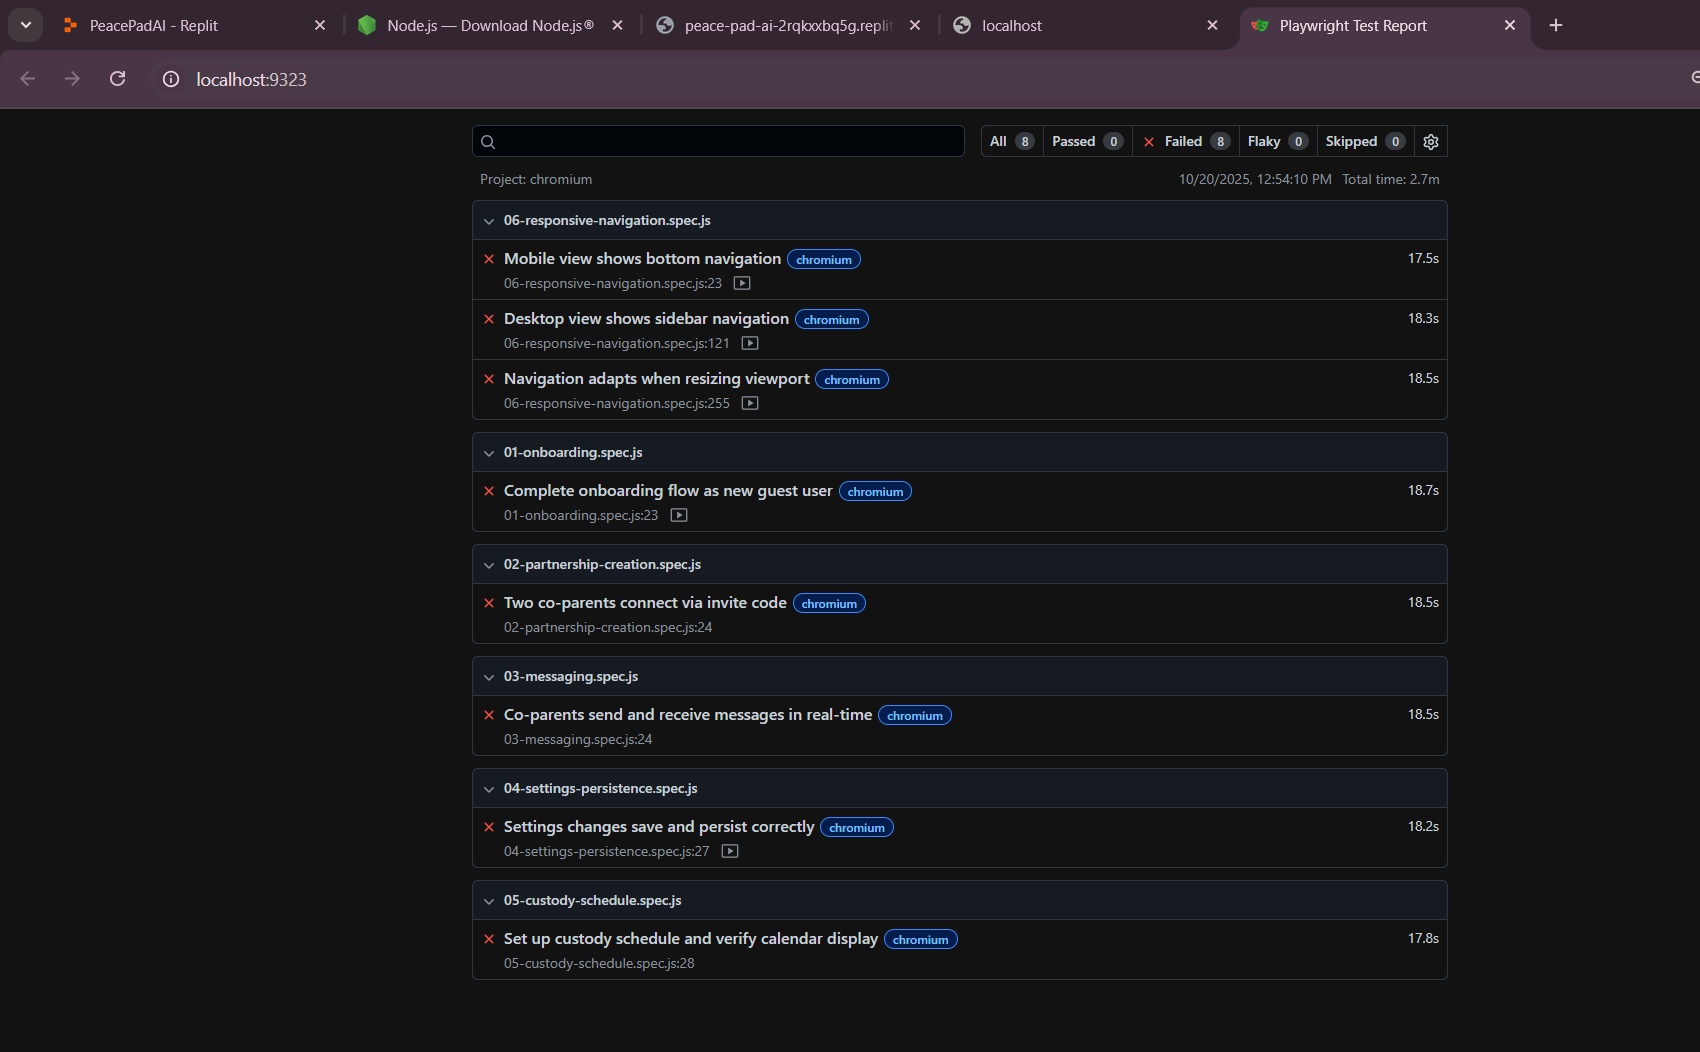 PeacePadAI - Replit
Node.js — Download Node.js®
peace-pad-ai-2rqkxxbq5g.replit
localhost
Playwright Test Report
localhost:9323
All 8
Passed 0
Failed 8
Flaky 0
Skipped 0
Project: chromium
10/20/2025, 12:54:10 PM Total time: 2.7m
06-responsive-navigation.spec.js
Mobile view shows bottom navigation chromium 17.5s
06-responsive-navigation.spec.js:23
Desktop view shows sidebar navigation chromium 18.3s
06-responsive-navigation.spec.js:121
Navigation adapts when resizing viewport chromium 18.5s
06-responsive-navigation.spec.js:255
01-onboarding.spec.js
Complete onboarding flow as new guest user chromium 18.7s
01-onboarding.spec.js:23
02-partnership-creation.spec.js
Two co-parents connect via invite code chromium 18.5s
02-partnership-creation.spec.js:24
03-messaging.spec.js
Co-parents send and receive messages in real-time chromium 18.5s
03-messaging.spec.js:24
04-settings-persistence.spec.js
Settings changes save and persist correctly chromium 18.2s
04-settings-persistence.spec.js:27
05-custody-schedule.spec.js
Set up custody schedule and verify calendar display chromium 17.8s
05-custody-schedule.spec.js:28